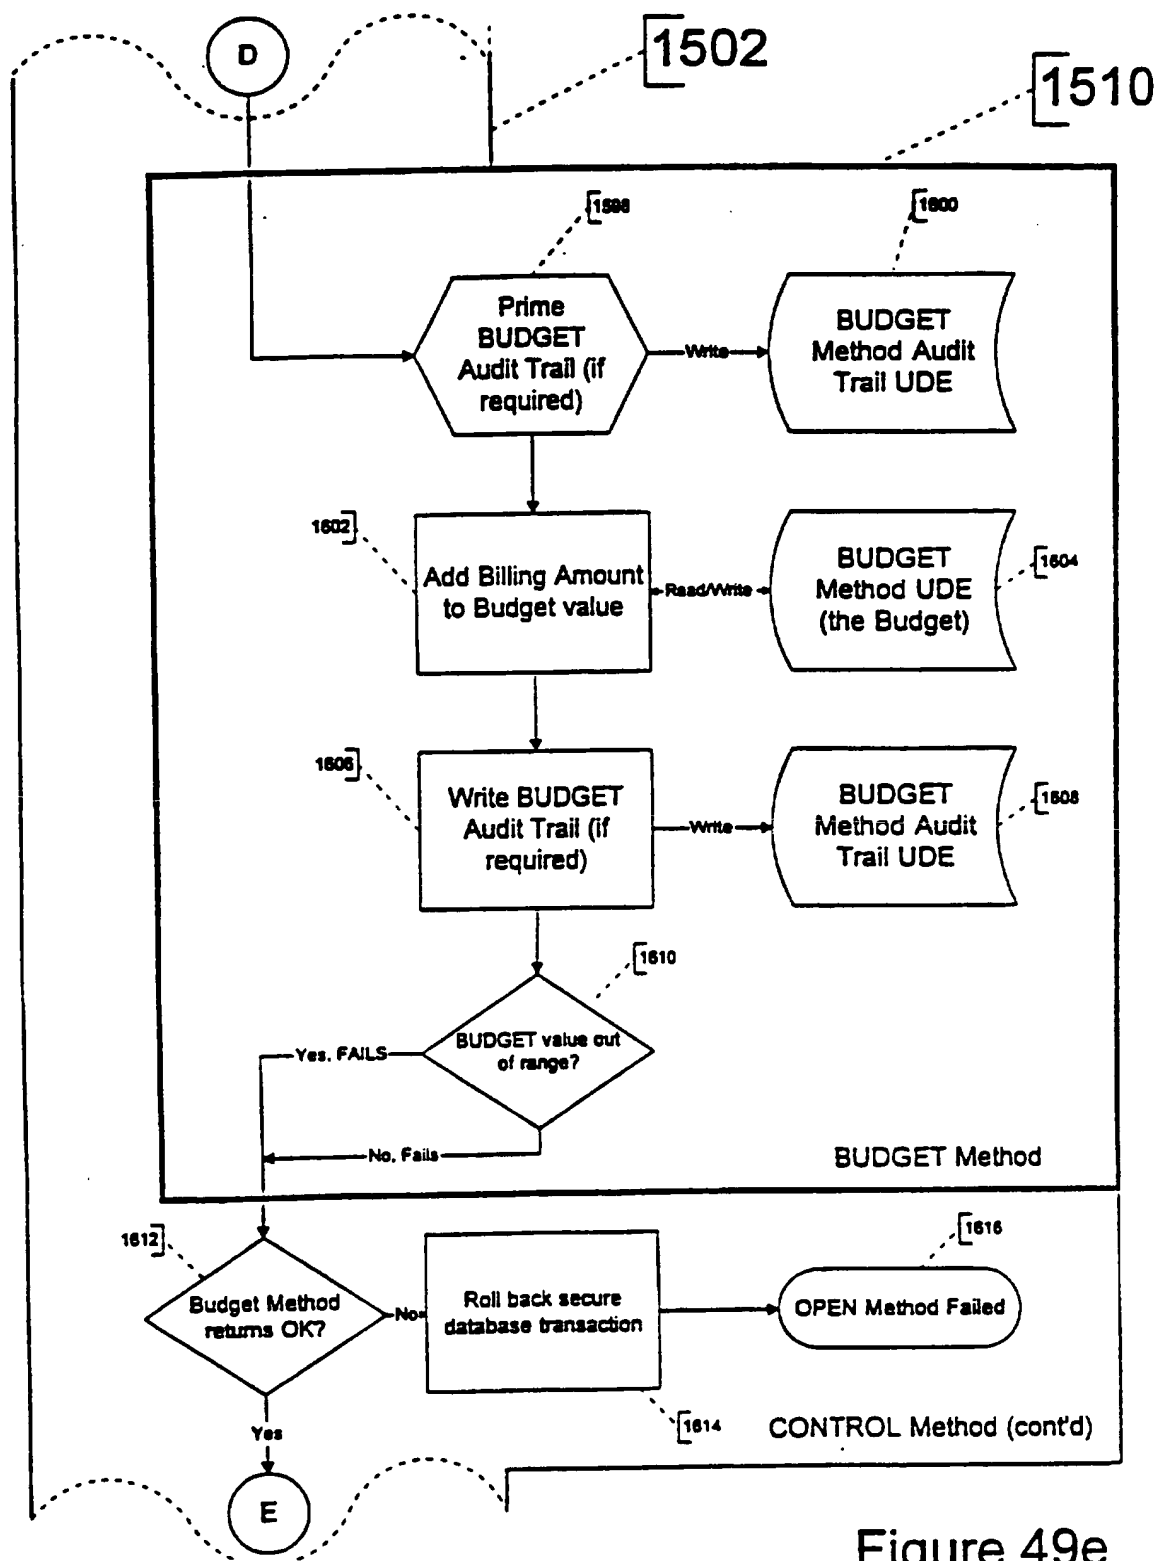 D
1502
1510
1598
1600
Prime
BUDGET
Audit Trail (if
required)
Write
BUDGET
Method Audit
Trail UDE
1602
Add Billing Amount
to Budget value
Read/Write
BUDGET
Method UDE
(the Budget)
1604
1606
Write BUDGET
Audit Trail (if
required)
Write
BUDGET
Method Audit
Trail UDE
1608
1610
BUDGET value out
of range?
Yes, FAILS
No, Fails
BUDGET Method
1612
Budget Method
returns OK?
No
Roll back secure
database transaction
1616
OPEN Method Failed
1614
Yes
CONTROL Method (cont'd)
E
Figure 49e